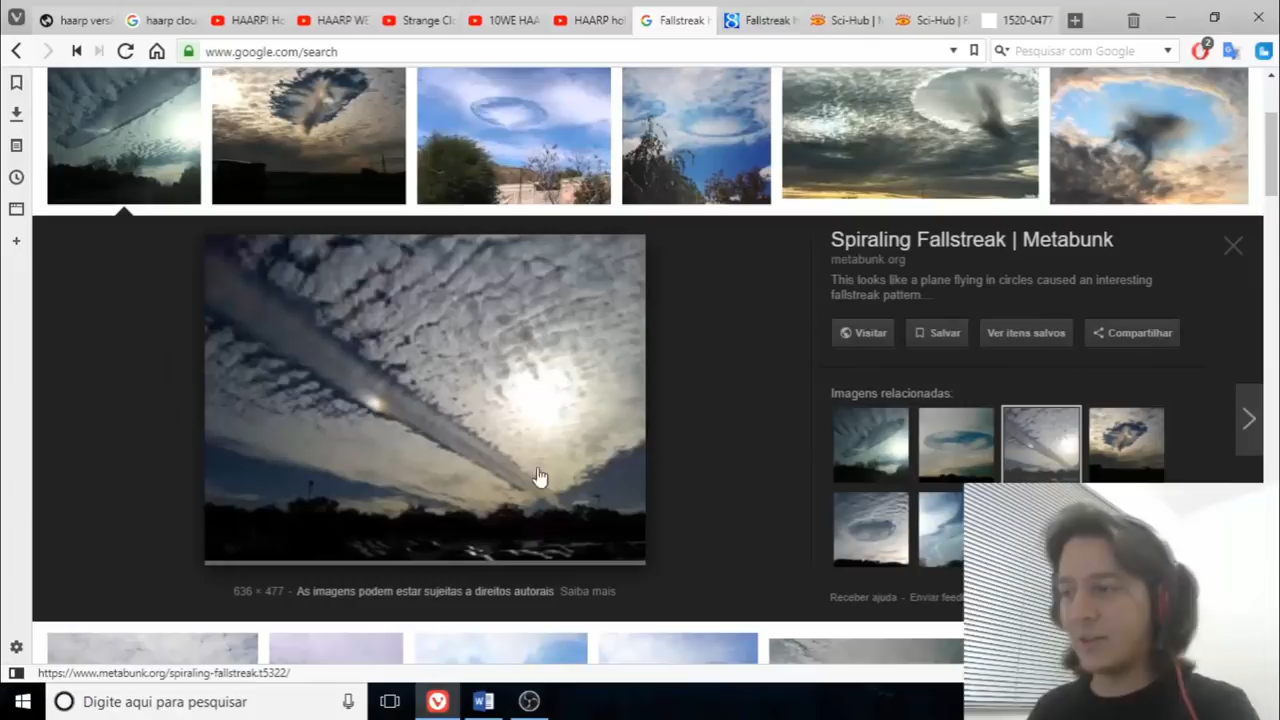 haarp vers
haarp clou
HAARP! H
HAARP WE
Strange Cl
10WE HAA
HAARP ho
Fallstreak h
Fallstreak h
Sci-Hub | M
Sci-Hub | F
1520-0477
www.google.com/search
Pesquisar com Google
2
Spiraling Fallstreak | Metabunk
metabunk.org
This looks like a plane flying in circles caused an interesting
fallstreak pattern....
Visitar
Salvar
Ver itens salvos
Compartilhar
Imagens relacionadas:
636 × 477 - As imagens podem estar sujeitas a direitos autorais Saiba mais
Receber ajuda - Enviar feed
https://www.metabunk.org/spiraling-fallstreak.t5322/
Digite aqui para pesquisar